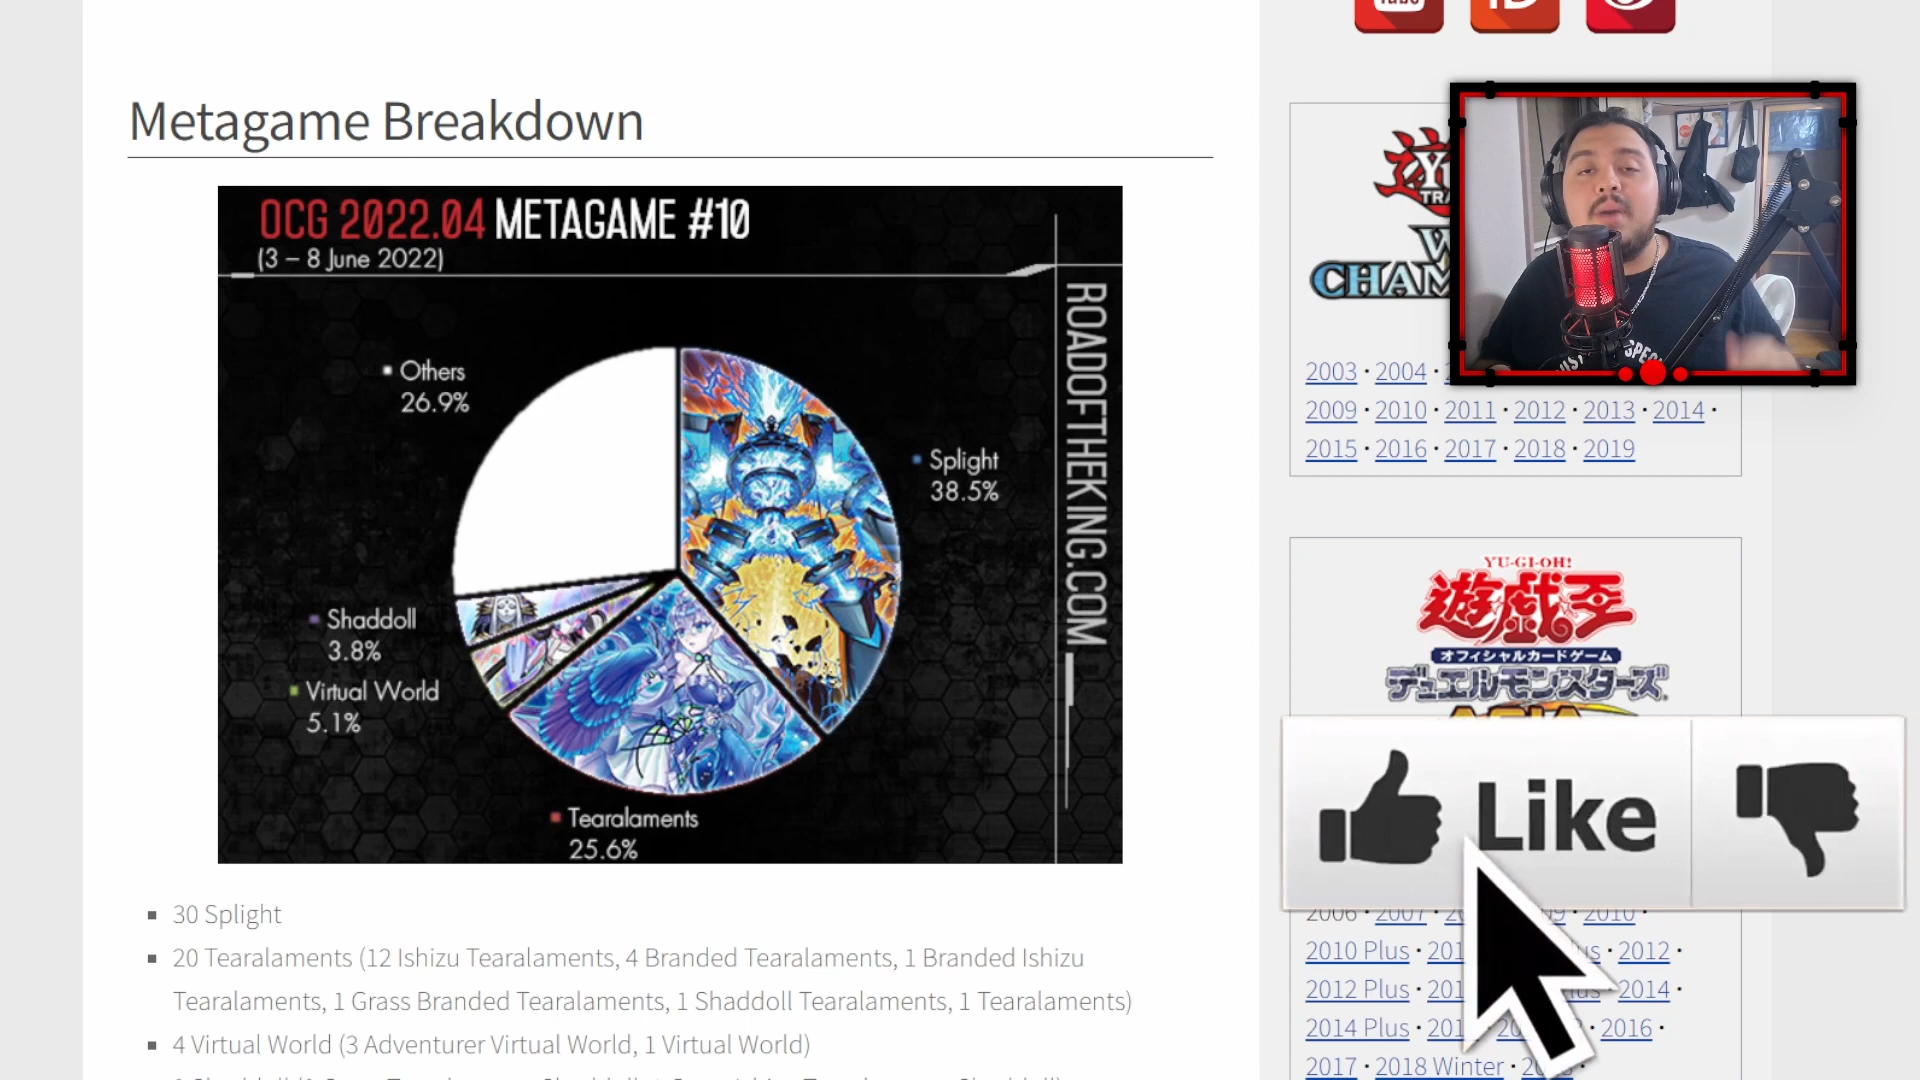 Metagame Breakdown
OCG 2022.04 METAGAME #10
(3 – 8 June 2022)
ROADOFTHEKING.COM
Others
26.9%
Splight
38.5%
Shaddoll
3.8%
Virtual World
5.1%
Tearalaments
25.6%
30 Splight
20 Tearalaments (12 Ishizu Tearalaments, 4 Branded Tearalaments, 1 Branded Ishizu
Tearalaments, 1 Grass Branded Tearalaments, 1 Shaddoll Tearalaments, 1 Tearalaments)
4 Virtual World (3 Adventurer Virtual World, 1 Virtual World)
2003 · 2004 ·
2009 · 2010 · 2011 · 2012 · 2013 · 2014 ·
2015 · 2016 · 2017 · 2018 · 2019
YU-GI-OH!
遊戯王
オフィシャルカードゲーム
デュエルモンスターズ
Like
2006 · 2007 · 2010 ·
2010 Plus · 2012 ·
2012 Plus · 2014 ·
2014 Plus · 2016 ·
2017 · 2018 Winter ·